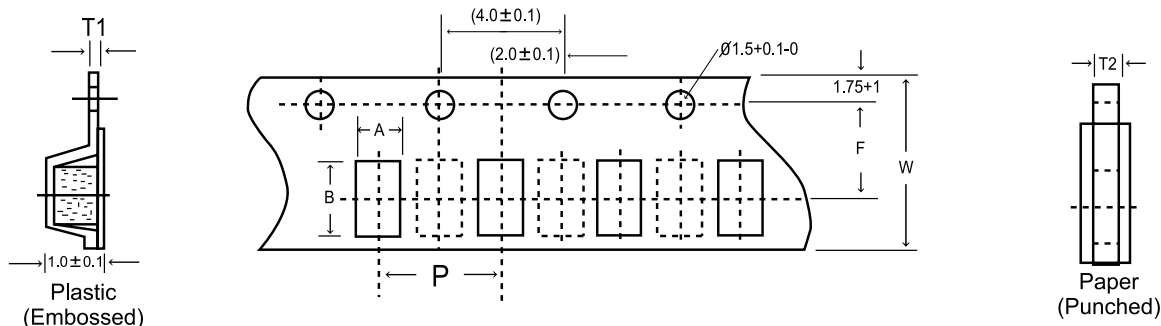 T1
(4.0±0.1)
(2.0±0.1)
Ø1.5+0.1-0
1.75+1
T2
A
F
W
B
P
1.0±0.1
Plastic
(Embossed)
Paper
(Punched)